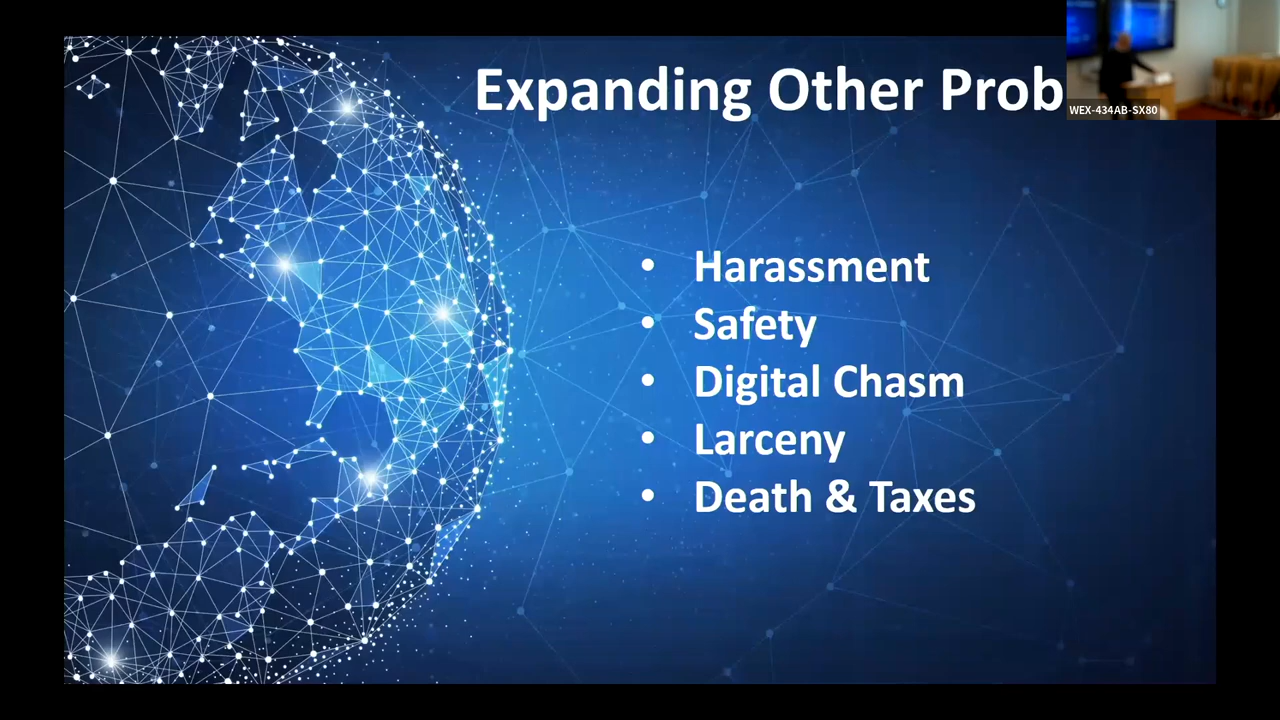 Expanding Other Prob
WEX-434AB-SX80
• Harassment
• Safety
• Digital Chasm
• Larceny
• Death & Taxes